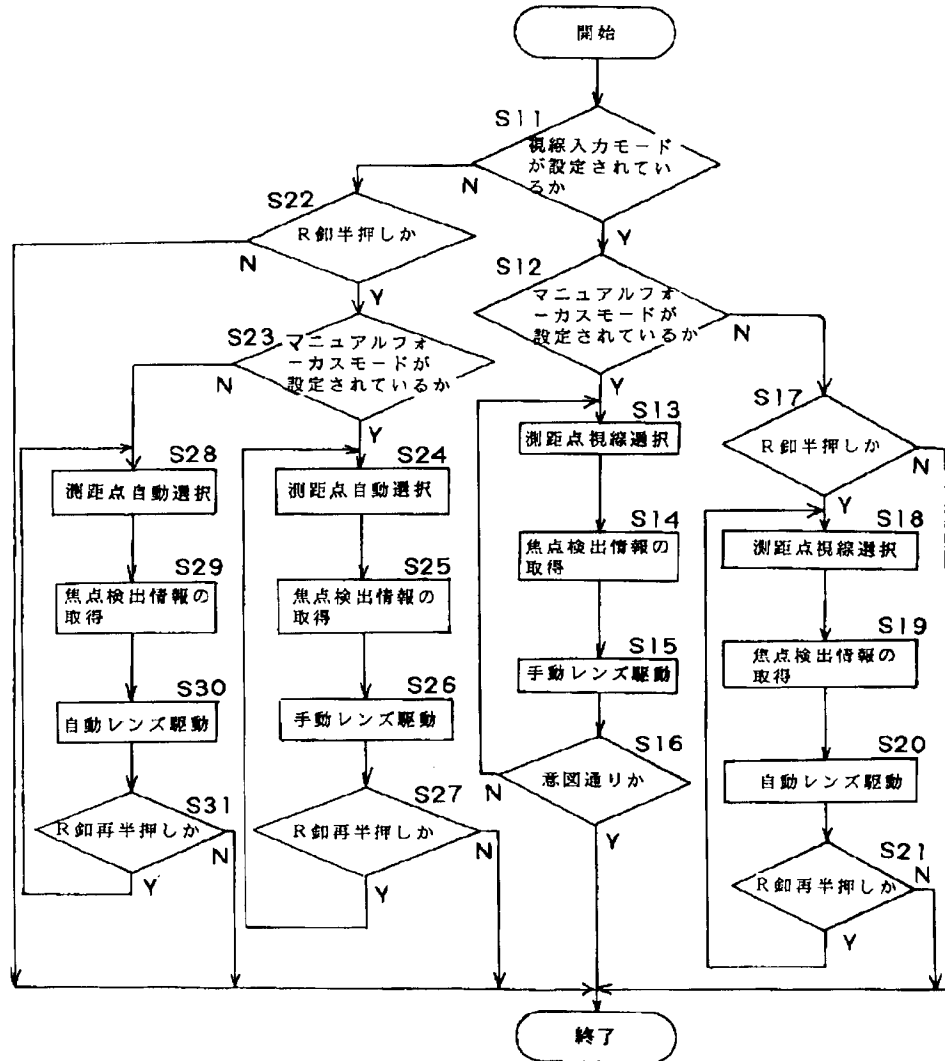 開始
S11
視線入力モード
が設定されてい
るか
N
Y
S22
R釦半押しか
N
Y
S12
マニュアルフォ
ーカスモードが
設定されているか
N
Y
S23
マニュアルフォ
ーカスモードが
設定されているか
N
Y
S17
R釦半押しか
N
Y
S28
測距点自動選択
S29
焦点検出情報の
取得
S30
自動レンズ駆動
S31
R釦再半押しか
N
Y
S24
測距点自動選択
S25
焦点検出情報の
取得
S26
手動レンズ駆動
S27
R釦再半押しか
N
Y
S13
測距点視線選択
S14
焦点検出情報の
取得
S15
手動レンズ駆動
S16
意図通りか
N
Y
S18
測距点視線選択
S19
焦点検出情報の
取得
S20
自動レンズ駆動
S21
R釦再半押しか
N
Y
終了